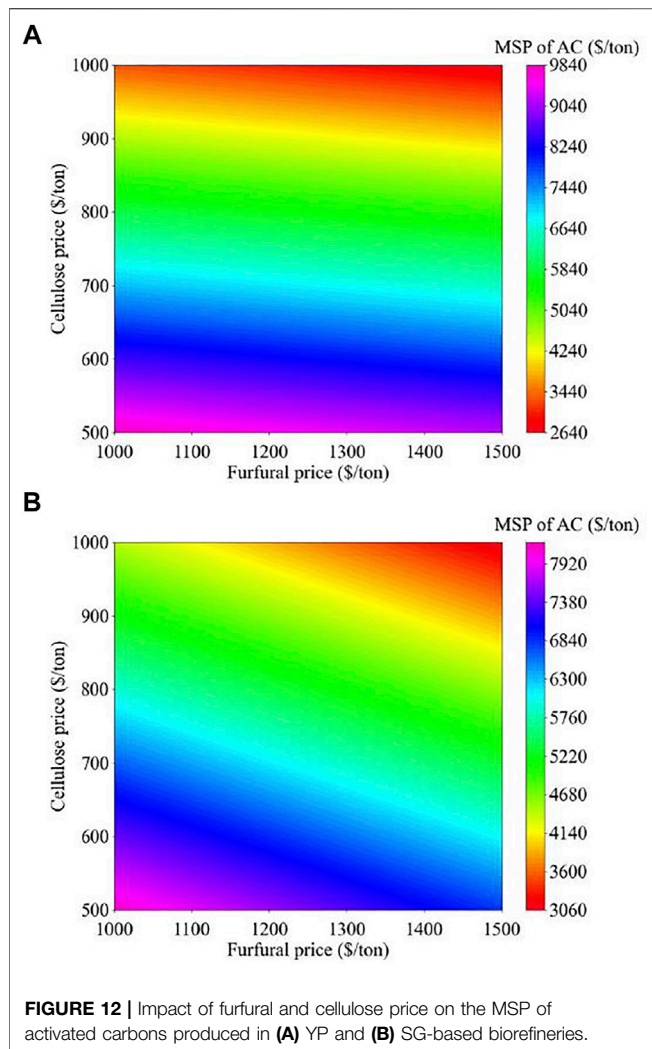 A
MSP of AC ($/ton)
1000
900
800
700
600
500
Cellulose price ($/ton)
1000 1100 1200 1300 1400 1500
Furfural price ($/ton)
9840
9040
8240
7440
6640
5840
5040
4240
3440
2640
B
MSP of AC ($/ton)
1000
900
800
700
600
500
Cellulose price ($/ton)
1000 1100 1200 1300 1400 1500
Furfural price ($/ton)
7920
7380
6840
6300
5760
5220
4680
4140
3600
3060
FIGURE 12 | Impact of furfural and cellulose price on the MSP of
activated carbons produced in (A) YP and (B) SG-based biorefineries.